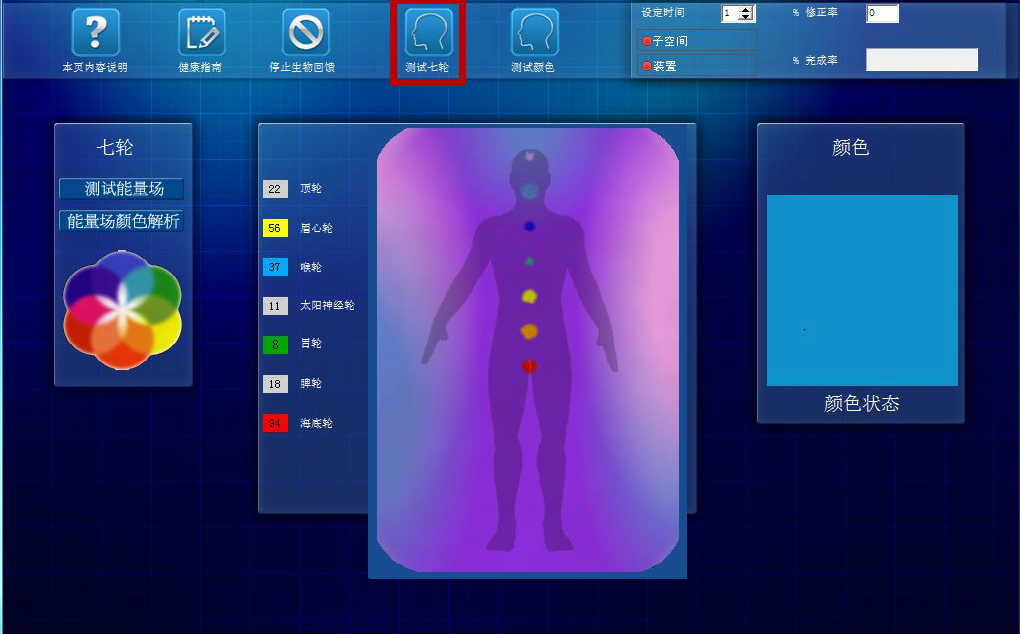 本页内容说明
健康指南
停止生物回馈
测试七轮
测试颜色
设定时间 1 % 修正率 0
子空间
装置
% 完成率
七轮
测试能量场
能量场颜色解析
22 顶轮
56 眉心轮
37 喉轮
11 太阳神经轮
8 胃轮
18 脾轮
94 海底轮
颜色
颜色状态